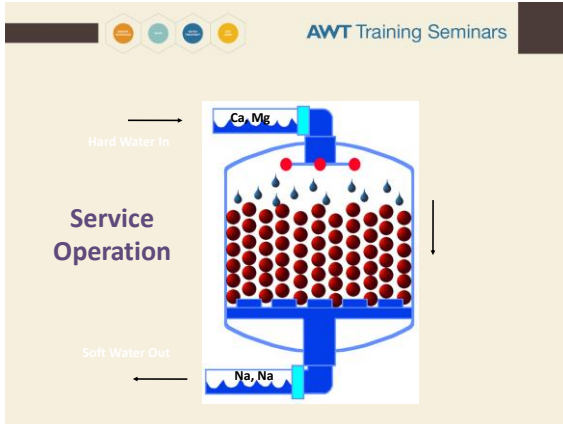 AWT Training Seminars
Ca, Mg
Hard Water In
Service
Operation
Soft Water Out
Na, Na